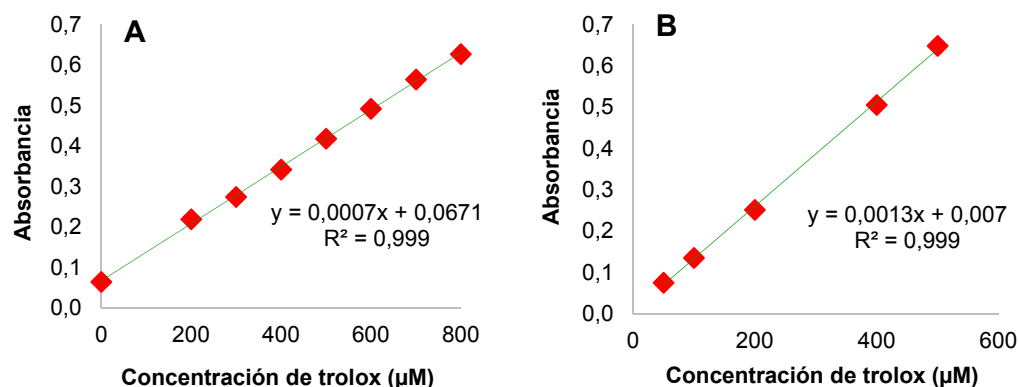 A
Absorbancia
0,7
0,6
0,5
0,4
0,3
0,2
0,1
0,0
y = 0,0007x + 0,0671
R² = 0,999
0 200 400 600 800
Concentración de trolox (µM)
B
Absorbancia
0,7
0,6
0,5
0,4
0,3
0,2
0,1
0,0
y = 0,0013x + 0,007
R² = 0,999
0 200 400 600
Concentración de trolox (µM)